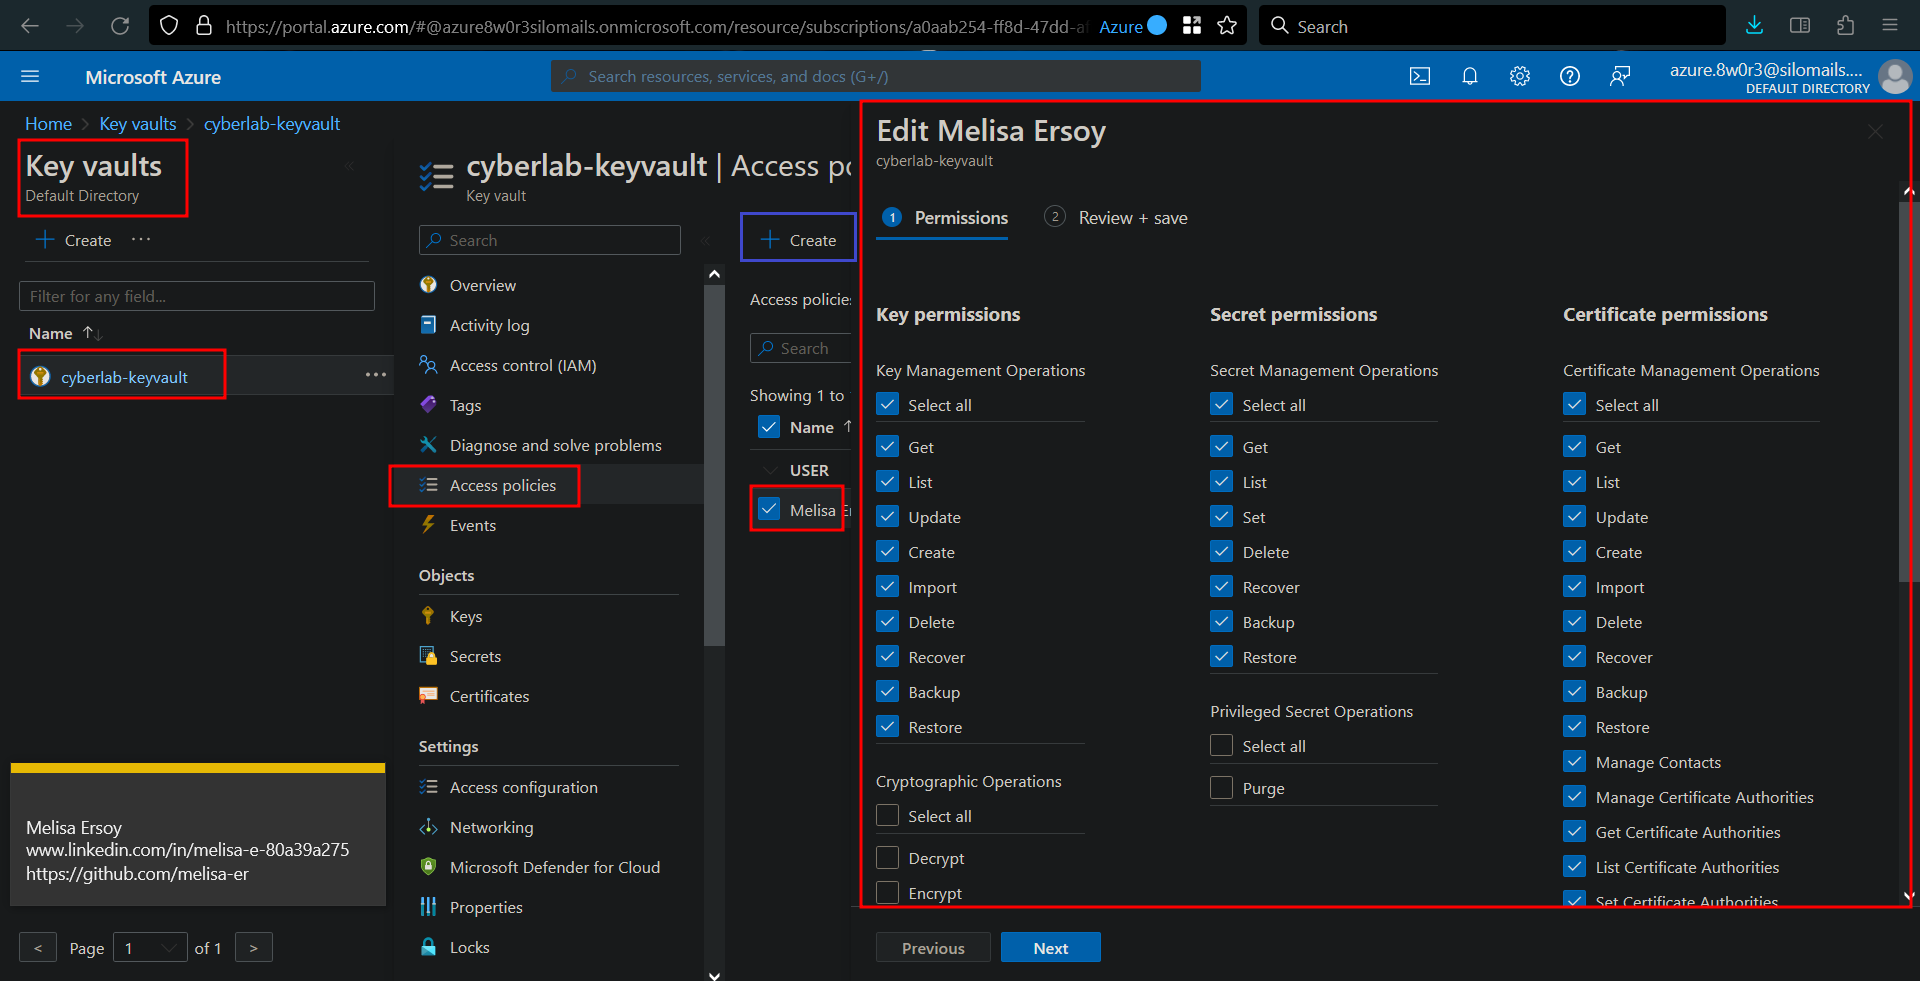 https://portal.azure.com/#@azure8w0r3silomails.onmicrosoft.com/resource/subscriptions/a0aab254-ff8d-47dd-a
Azure
Search
Microsoft Azure
Search resources, services, and docs (G+/)
azure.8w0r3@silomails....
DEFAULT DIRECTORY
Home > Key vaults > cyberlab-keyvault
Key vaults
Default Directory
Create
Filter for any field...
Name
cyberlab-keyvault
Melisa Ersoy
www.linkedin.com/in/melisa-e-80a39a275
https://github.com/melisa-er
< Page 1 of 1 >
cyberlab-keyvault | Access po
Key vault
Search
Overview
Activity log
Access control (IAM)
Tags
Diagnose and solve problems
Access policies
Events
Objects
Keys
Secrets
Certificates
Settings
Access configuration
Networking
Microsoft Defender for Cloud
Properties
Locks
Create
Access policies
Search
Showing 1 to
Name
USER
Melisa
Edit Melisa Ersoy
cyberlab-keyvault
1 Permissions
2 Review + save
Key permissions
Key Management Operations
Select all
Get
List
Update
Create
Import
Delete
Recover
Backup
Restore
Cryptographic Operations
Select all
Decrypt
Encrypt
Secret permissions
Secret Management Operations
Select all
Get
List
Set
Delete
Recover
Backup
Restore
Privileged Secret Operations
Select all
Purge
Certificate permissions
Certificate Management Operations
Select all
Get
List
Update
Create
Import
Delete
Recover
Backup
Restore
Manage Contacts
Manage Certificate Authorities
Get Certificate Authorities
List Certificate Authorities
Set Certificate Authorities
Previous
Next